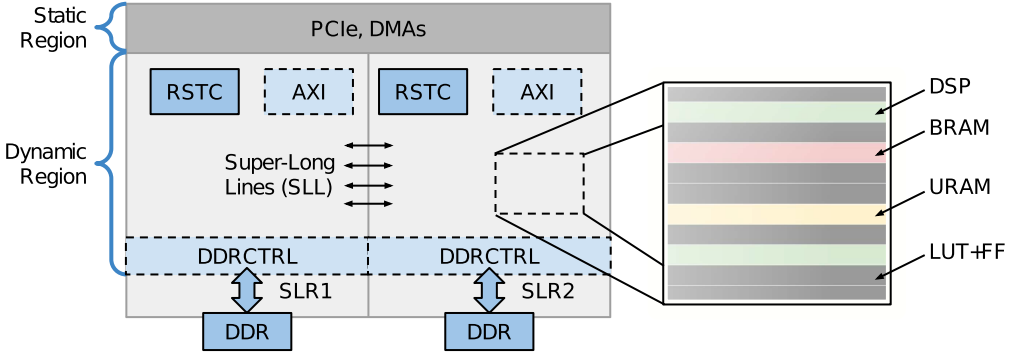 Static
Region
PCIe, DMAs
RSTC
AXI
RSTC
AXI
Dynamic
Region
Super-Long
Lines (SLL)
DDRCTRL
DDRCTRL
SLR1
SLR2
DDR
DDR
DSP
BRAM
URAM
LUT+FF